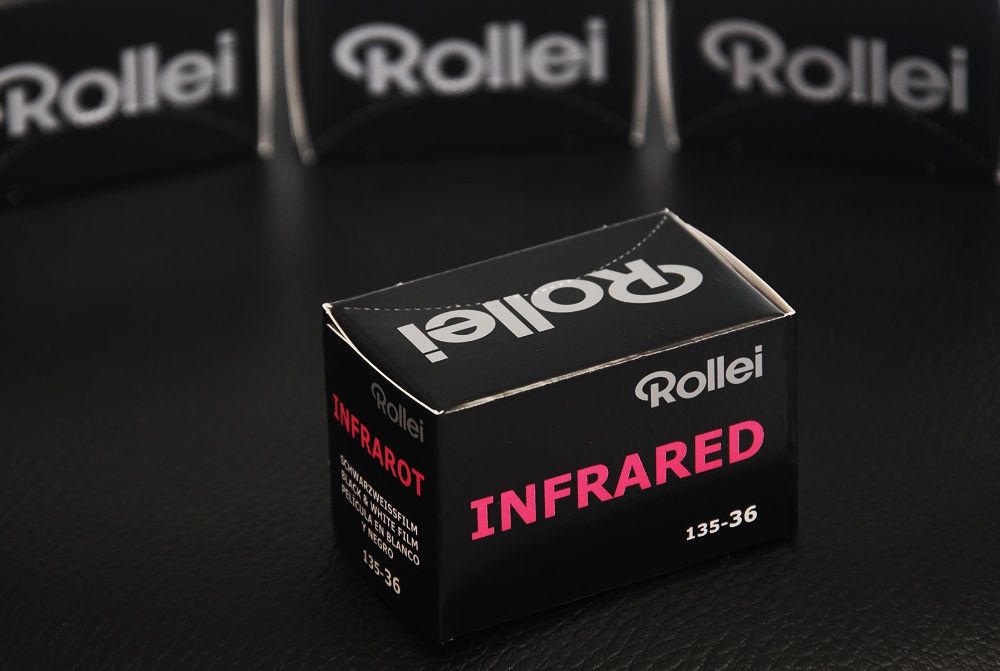 Rollei
Rollei
Rollei
Rollei
Rollei
INFRARED
135-36
Rollei
INFRAROT
SCHWARZWEISSFILM
BLACK & WHITE FILM
PELÍCULA EN BLANCO
Y NEGRO
135-36